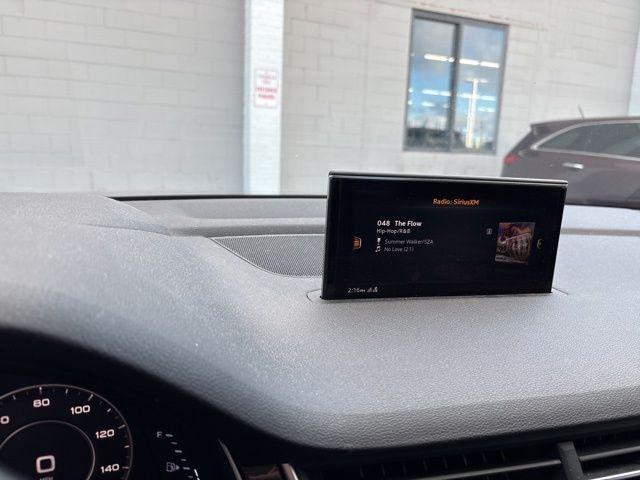 Radio: SiriusXM
048 The Flow
Hip-Hop/R&B
Summer Walker/SZA
No Love (21)
2:16
80
100
120
140
0
F